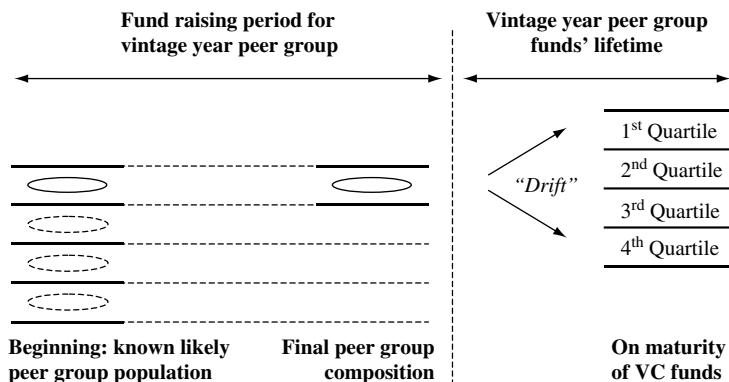 Fund raising period for
vintage year peer group
Vintage year peer group
funds' lifetime
1st Quartile
2nd Quartile
"Drift"
3rd Quartile
4th Quartile
Beginning: known likely
peer group population
Final peer group
composition
On maturity
of VC funds